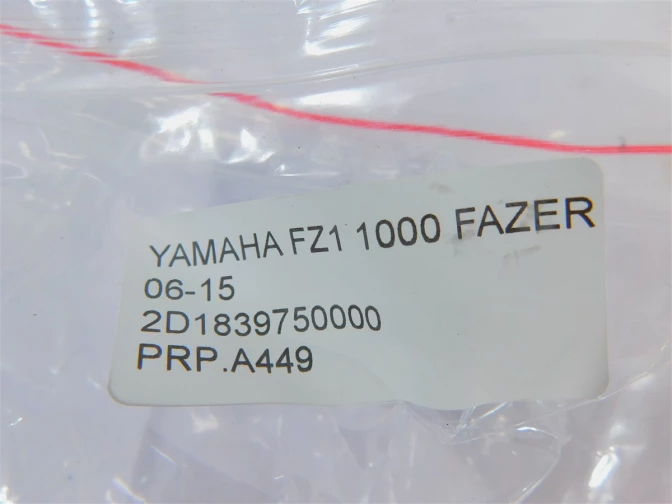 YAMAHA FZ1 1000 FAZER
06-15
2D1839750000
PRP.A449